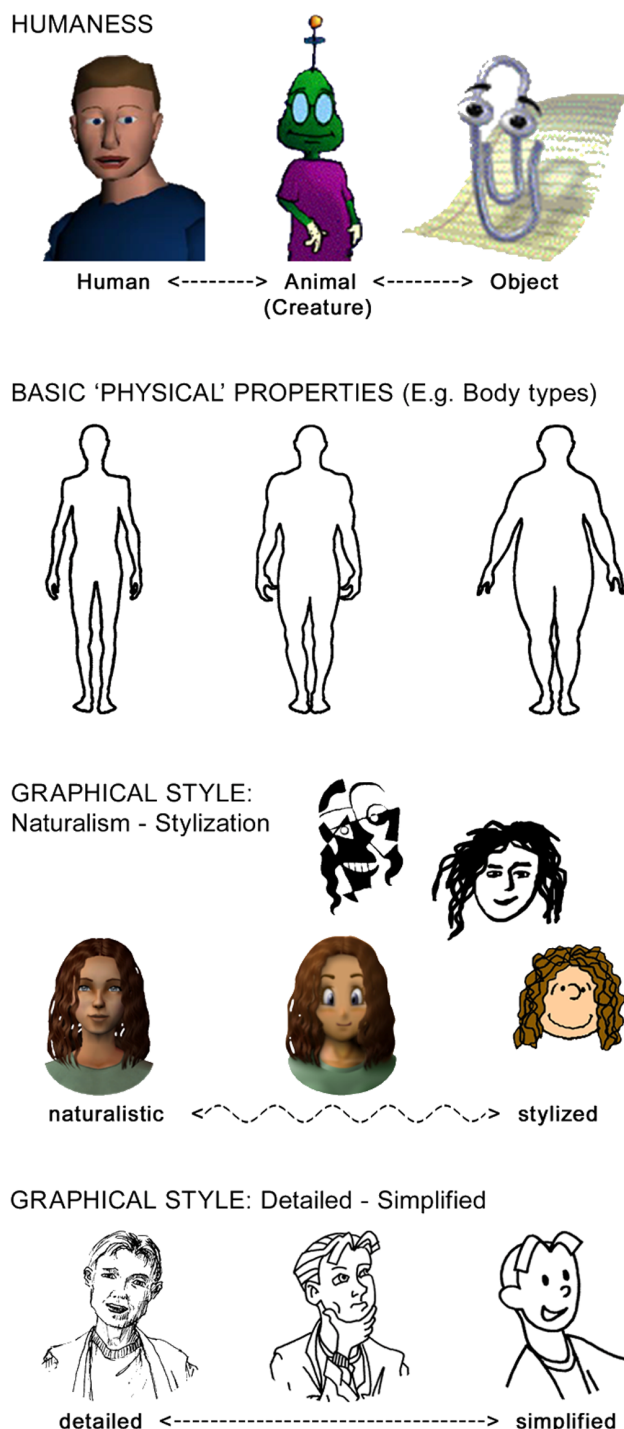 HUMANESS
Human <--------> Animal <--------> Object
(Creature)
BASIC ‘PHYSICAL’ PROPERTIES (E.g. Body types)
GRAPHICAL STYLE:
Naturalism - Stylization
naturalistic < > stylized
GRAPHICAL STYLE: Detailed - Simplified
detailed <--------------------------> simplified